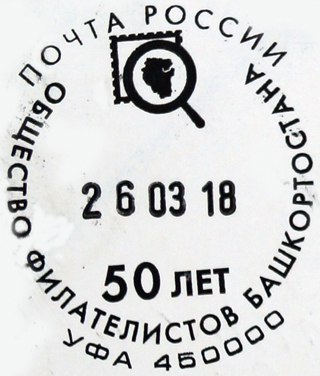 ПОЧТА РОССИИ
ОБЩЕСТВО ФИЛАТЕЛИСТОВ БАШКОРТОСТАНА
26 03 18
50 ЛЕТ
УФА 450000